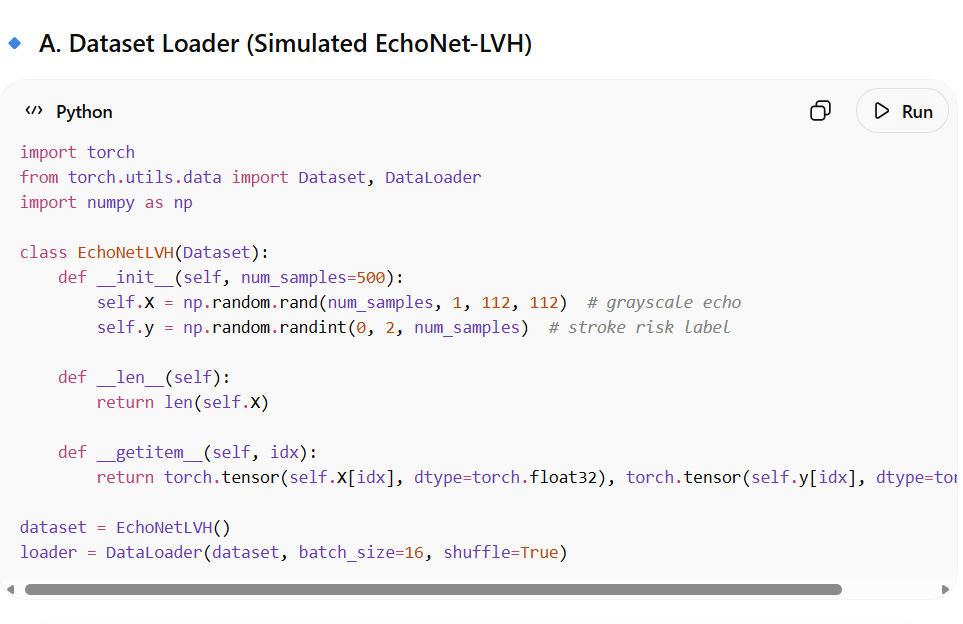 A. Dataset Loader (Simulated EchoNet-LVH)
Python
Run
import torch
from torch.utils.data import Dataset, DataLoader
import numpy as np
class EchoNetLVH(Dataset):
    def __init__(self, num_samples=500):
        self.X = np.random.rand(num_samples, 1, 112, 112)  # grayscale echo
        self.y = np.random.randint(0, 2, num_samples)  # stroke risk label
    def __len__(self):
        return len(self.X)
    def __getitem__(self, idx):
        return torch.tensor(self.X[idx], dtype=torch.float32), torch.tensor(self.y[idx], dtype=tor
dataset = EchoNetLVH()
loader = DataLoader(dataset, batch_size=16, shuffle=True)